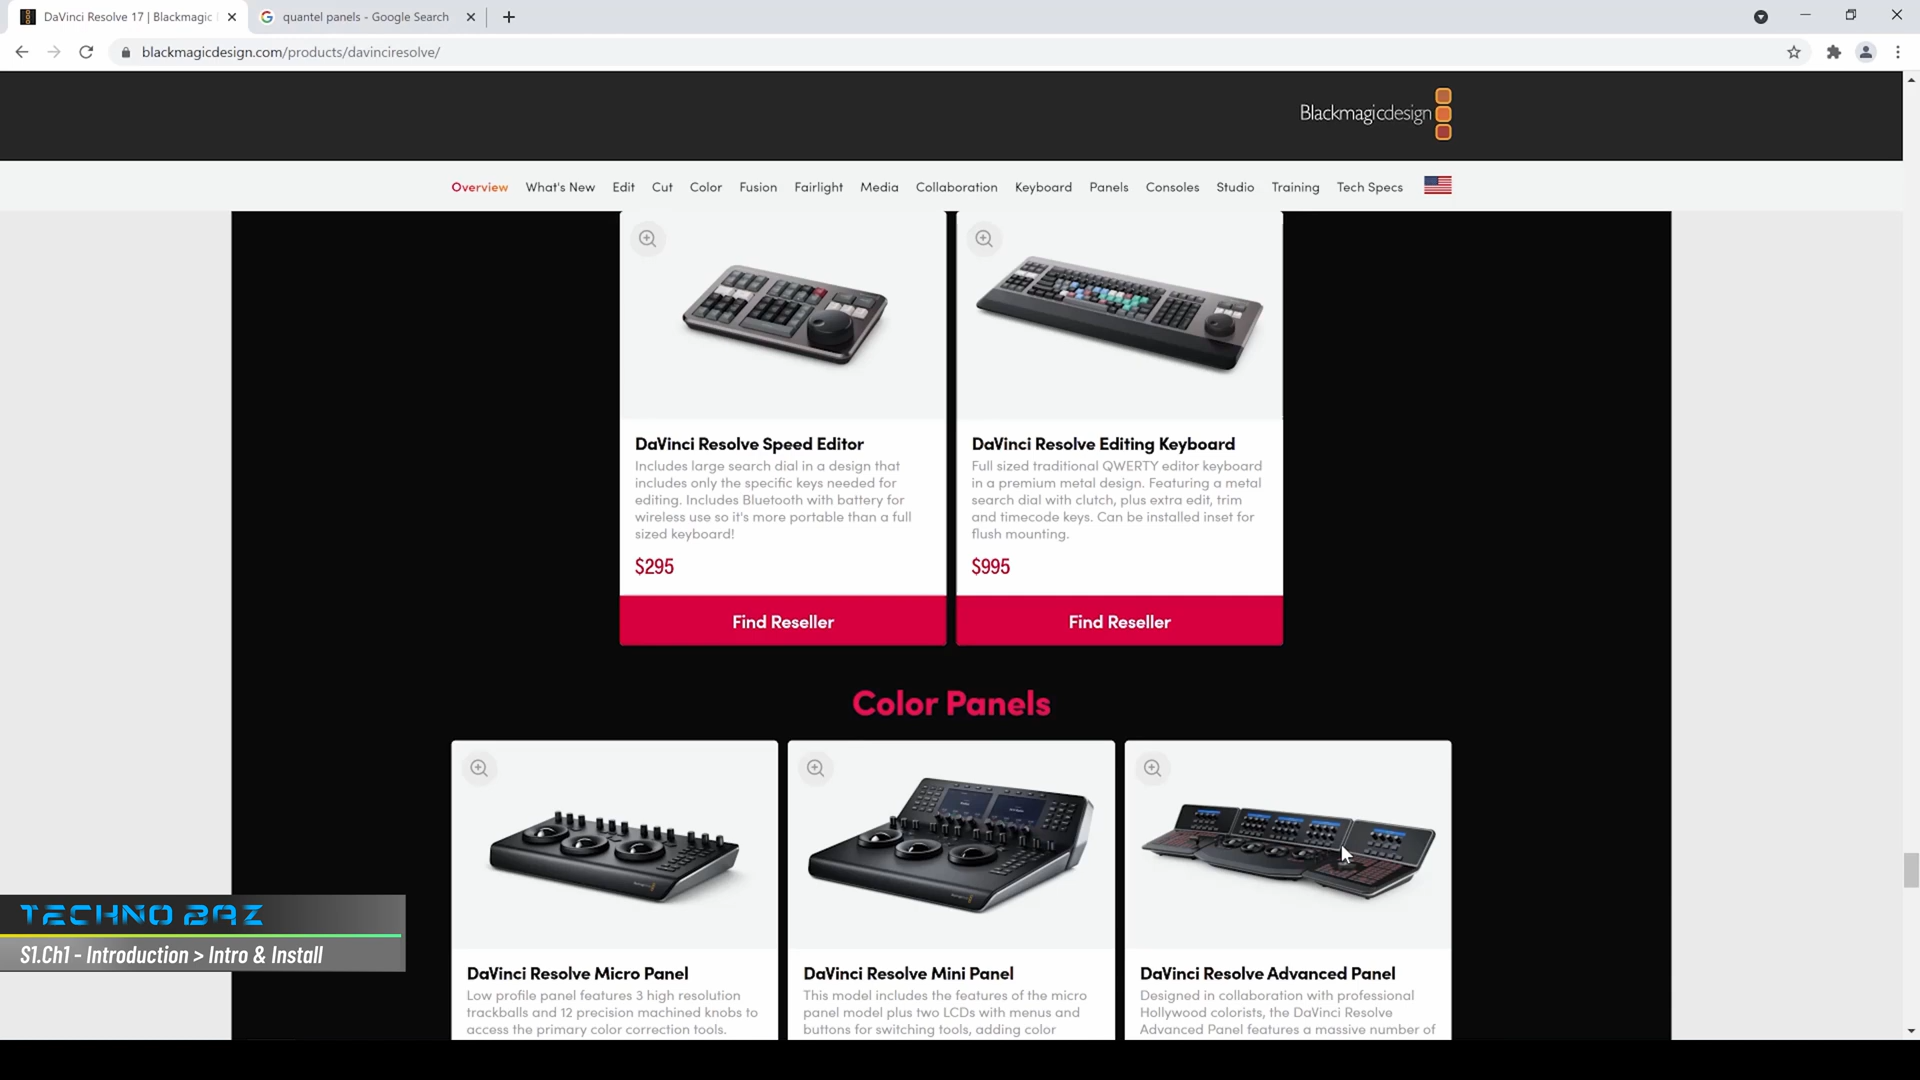 DaVinci Resolve 17 | Blackmagic
quantel panels - Google Search
blackmagicdesign.com/products/davinciresolve/
Blackmagicdesign
Overview What's New Edit Cut Color Fusion Fairlight Media Collaboration Keyboard Panels Consoles Studio Training Tech Specs
DaVinci Resolve Speed Editor
Includes large search dial in a design that
includes only the specific keys needed for
editing. Includes Bluetooth with battery for
wireless use so it's more portable than a full
sized keyboard!
$295
Find Reseller
DaVinci Resolve Editing Keyboard
Full sized traditional QWERTY editor keyboard
in a premium metal design. Featuring a metal
search dial with clutch, plus extra edit, trim
and timecode keys. Can be installed inset for
flush mounting.
$995
Find Reseller
Color Panels
DaVinci Resolve Micro Panel
Low profile panel features 3 high resolution
trackballs and 12 precision machined knobs to
access the primary color correction tools.
DaVinci Resolve Mini Panel
This model includes the features of the micro
panel model plus two LCDs with menus and
buttons for switching tools, adding color
DaVinci Resolve Advanced Panel
Designed in collaboration with professional
Hollywood colorists, the DaVinci Resolve
Advanced Panel features a massive number of
TECHNO BAZ
S1.Ch1 - Introduction > Intro & Install